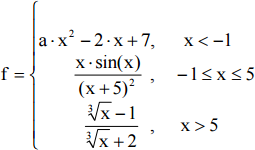 f = { a·x² − 2·x + 7, x < −1
x·sin(x) / (x + 5)² , −1 ≤ x ≤ 5
(∛x − 1) / (∛x + 2) , x > 5